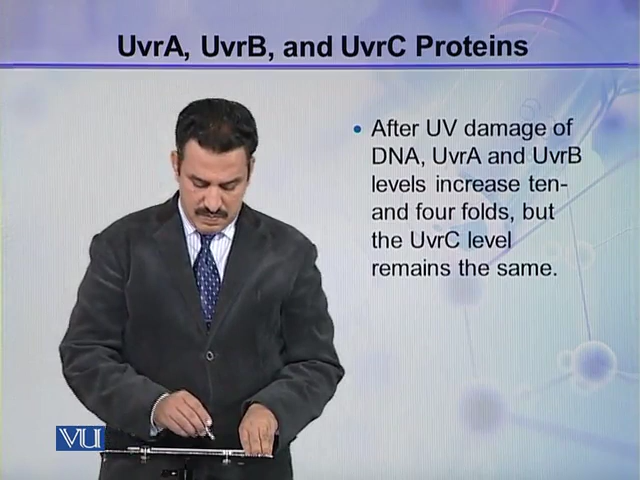 UvrA, UvrB, and UvrC Proteins
• After UV damage of
DNA, UvrA and UvrB
levels increase ten-
and four folds, but
the UvrC level
remains the same.
VU